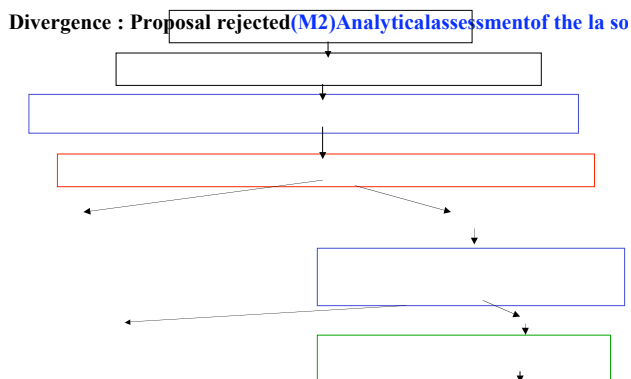 Divergence : Proposal rejected(M2)Analyticalassessmentof the la so